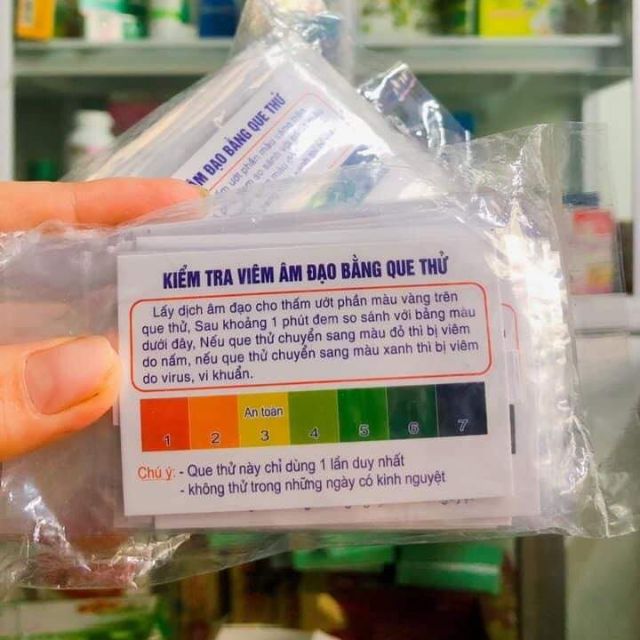 ÂM ĐẠO BẰNG QUE THỬ
KIỂM TRA VIÊM ÂM ĐẠO BẰNG QUE THỬ
Lấy dịch âm đạo cho thấm ướt phần màu vàng trên
que thử, Sau khoảng 1 phút đem so sánh với bảng màu
dưới đây, Nếu que thử chuyển sang màu đỏ thì bị viêm
do nấm, nếu que thử chuyển sang màu xanh thì bị viêm
do virus, vi khuẩn.
An toàn
1 2 3 4 5 6 7
Chú ý: - Que thử này chỉ dùng 1 lần duy nhất
- không thử trong những ngày có kinh nguyệt